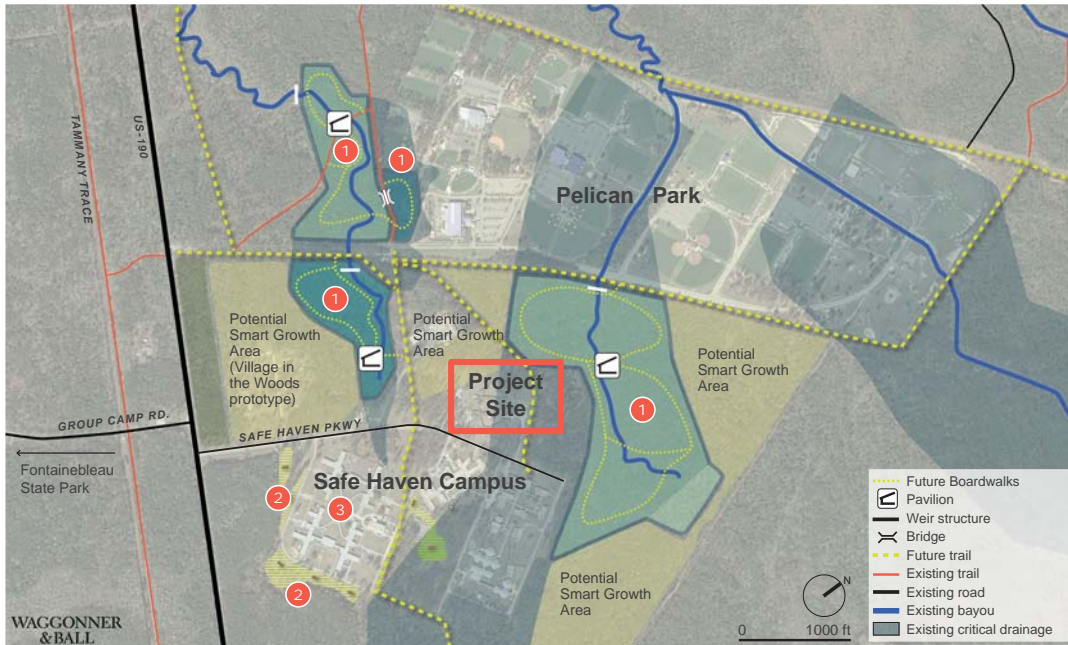 TAMMANY TRACE
US-190
1
1
Pelican Park
1
Potential
Smart Growth
Area
(Village in
the Woods
prototype)
Potential
Smart Growth
Area
Project
Site
Potential
Smart Growth
Area
1
GROUP CAMP RD.
SAFE HAVEN PKWY
Fontainebleau
State Park
Safe Haven Campus
2
3
2
Potential
Smart Growth
Area
WAGGONNER
&BALL
N
0 1000 ft
Future Boardwalks
Pavilion
Weir structure
Bridge
Future trail
Existing trail
Existing road
Existing bayou
Existing critical drainage